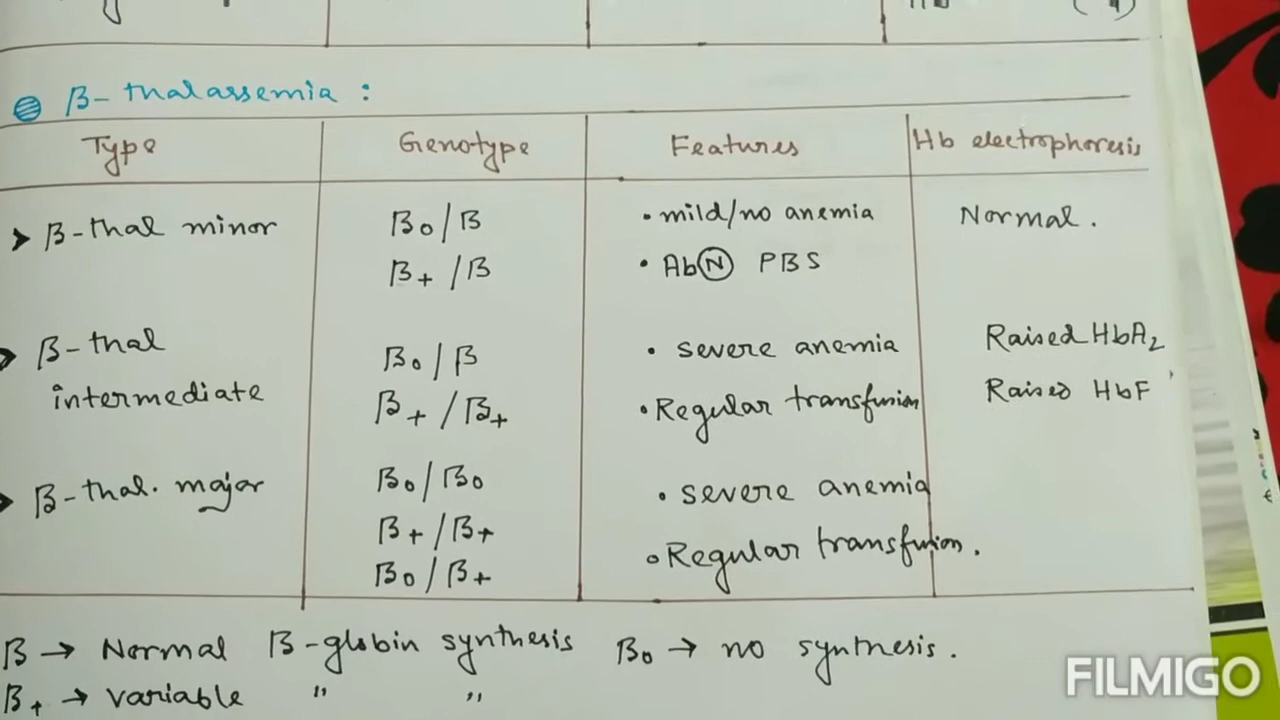 β-thalassemia :
Type Genotype Features Hb electrophoresis
β-thal minor β0/β • mild/no anemia Normal.
β+/β • AbN PBS
β-thal intermediate β0/β • severe anemia Raised HbA2
β+/β+ • Regular transfusion Raised HbF
β-thal. major β0/β0 • severe anemia
β+/β+ • Regular transfusion.
β0/β+
β → Normal β-globin synthesis β0 → no synthesis.
β+ → variable " "
FILMIGO